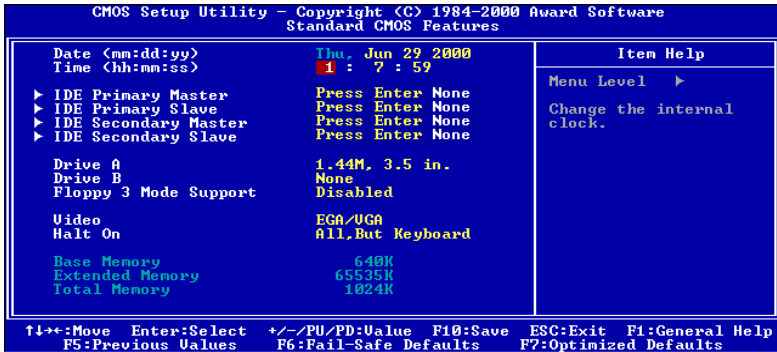 CMOS Setup Utility - Copyright (C) 1984-2000 Award Software
Standard CMOS Features
Date (mm:dd:yy) Thu, Jun 29 2000
Time (hh:mm:ss) 1 : 7 : 59
▶ IDE Primary Master Press Enter None
▶ IDE Primary Slave Press Enter None
▶ IDE Secondary Master Press Enter None
▶ IDE Secondary Slave Press Enter None
Drive A 1.44M, 3.5 in.
Drive B None
Floppy 3 Mode Support Disabled
Video EGA/VGA
Halt On All,But Keyboard
Base Memory 640K
Extended Memory 65535K
Total Memory 1024K
Item Help
Menu Level ▶
Change the internal
clock.
↑↓→←:Move Enter:Select +/-/PU/PD:Value F10:Save ESC:Exit F1:General Help
F5:Previous Values F6:Fail-Safe Defaults F7:Optimized Defaults